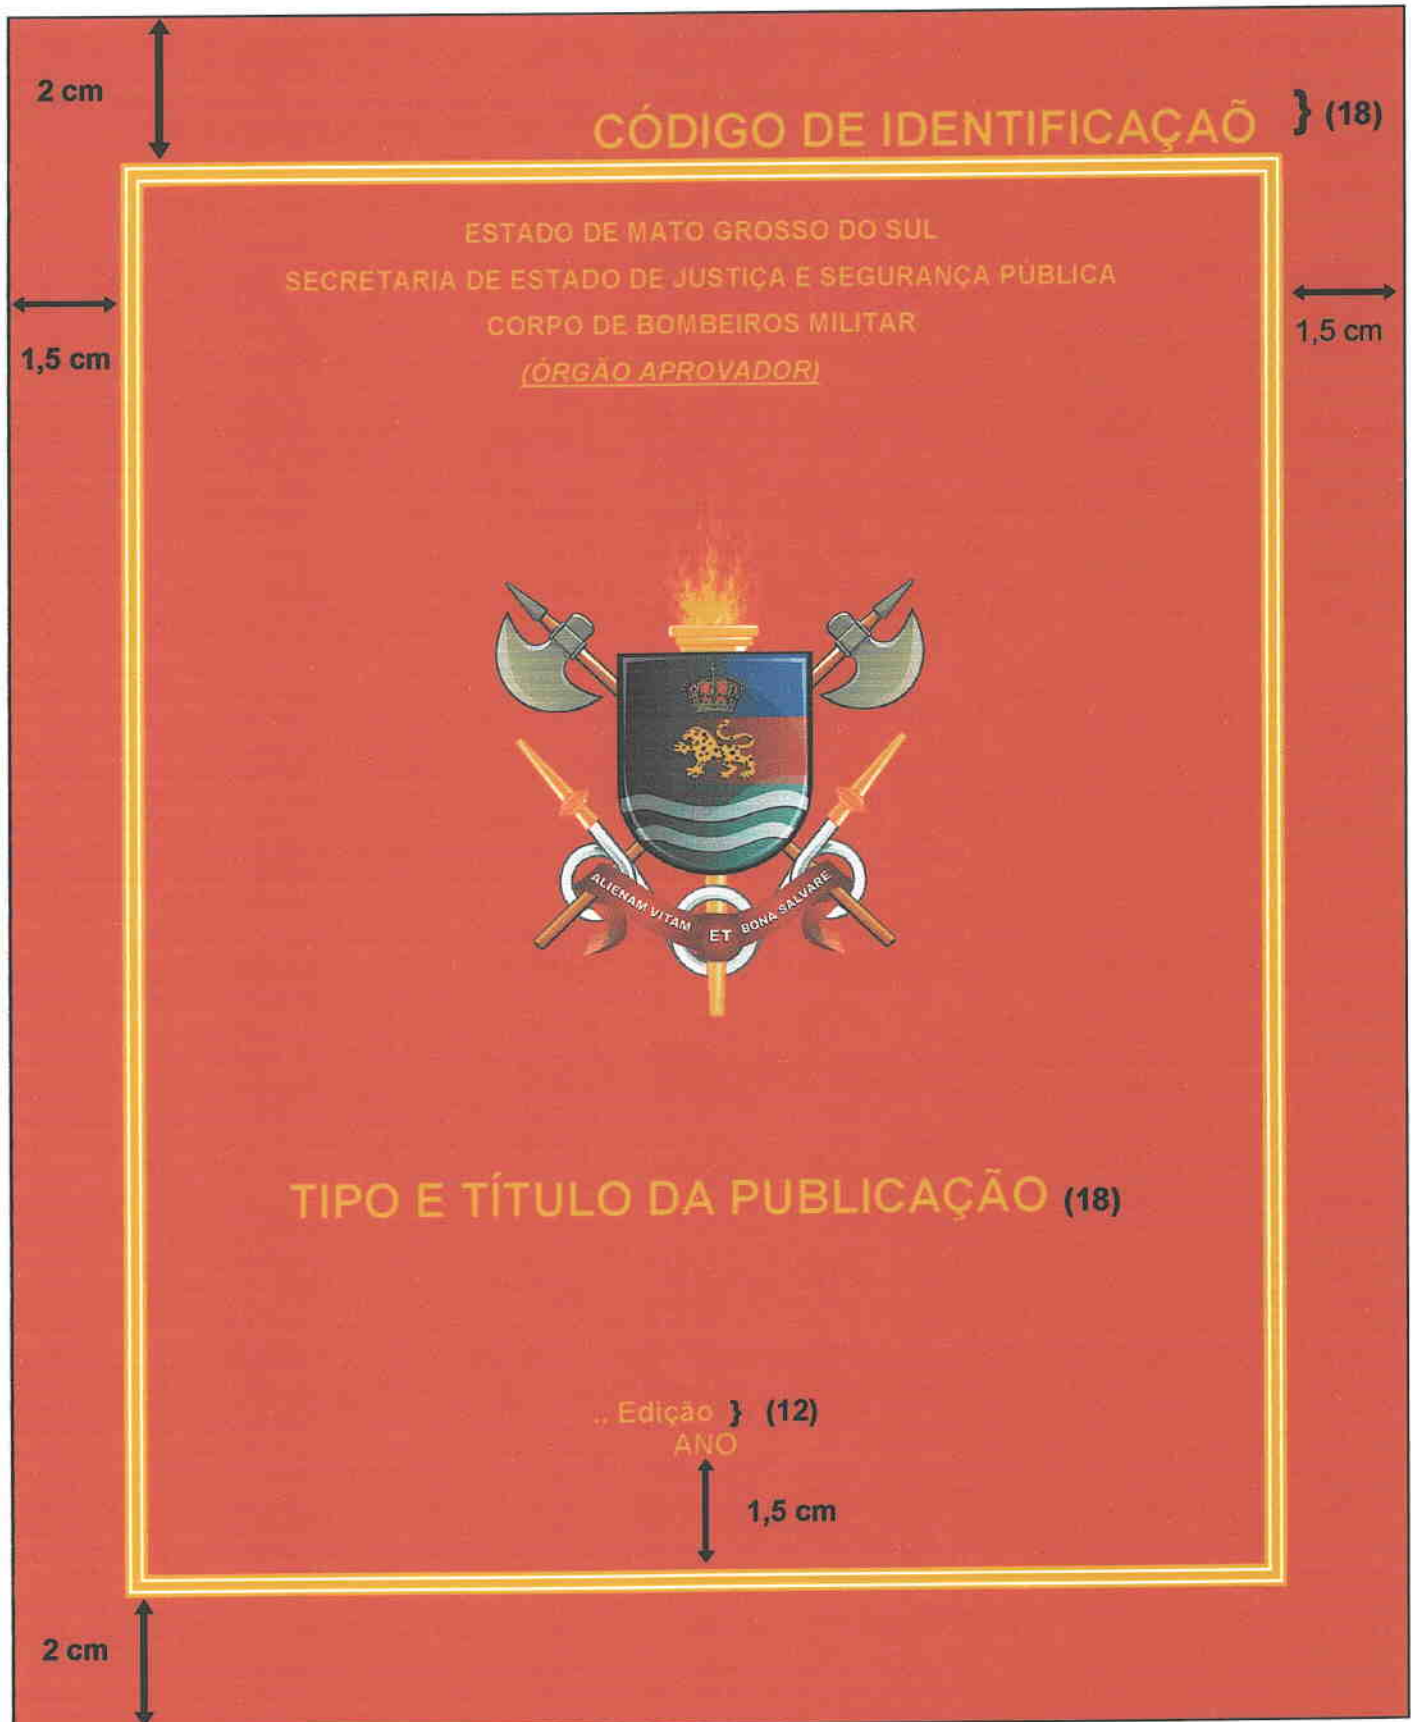 2 cm
CÓDIGO DE IDENTIFICAÇAÕ } (18)
ESTADO DE MATO GROSSO DO SUL
SECRETARIA DE ESTADO DE JUSTIÇA E SEGURANÇA PÚBLICA
CORPO DE BOMBEIROS MILITAR
(ÓRGÃO APROVADOR)
1,5 cm
1,5 cm
ALIENAM VITAM ET BONA SALVARE
TIPO E TÍTULO DA PUBLICAÇÃO (18)
.. Edição } (12)
ANO
1,5 cm
2 cm